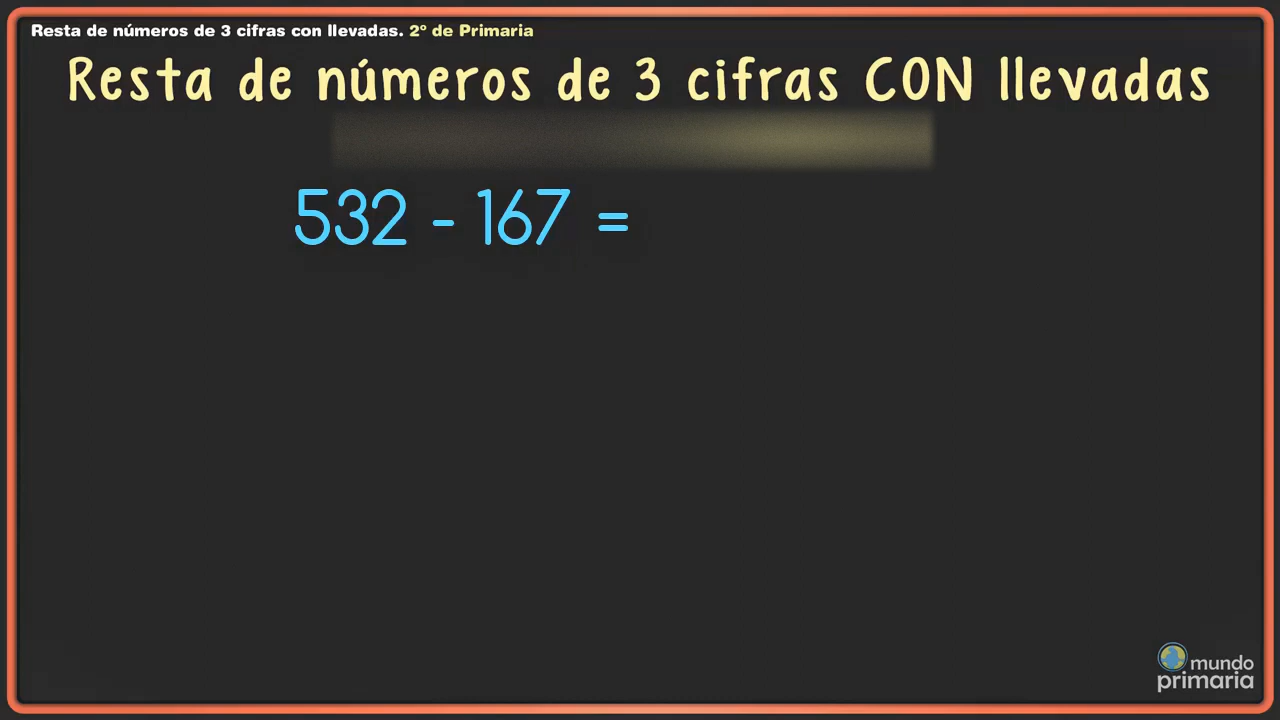 Resta de números de 3 cifras con llevadas. 2º de Primaria
Resta de números de 3 cifras CON llevadas
532 - 167 =
mundo
primaria